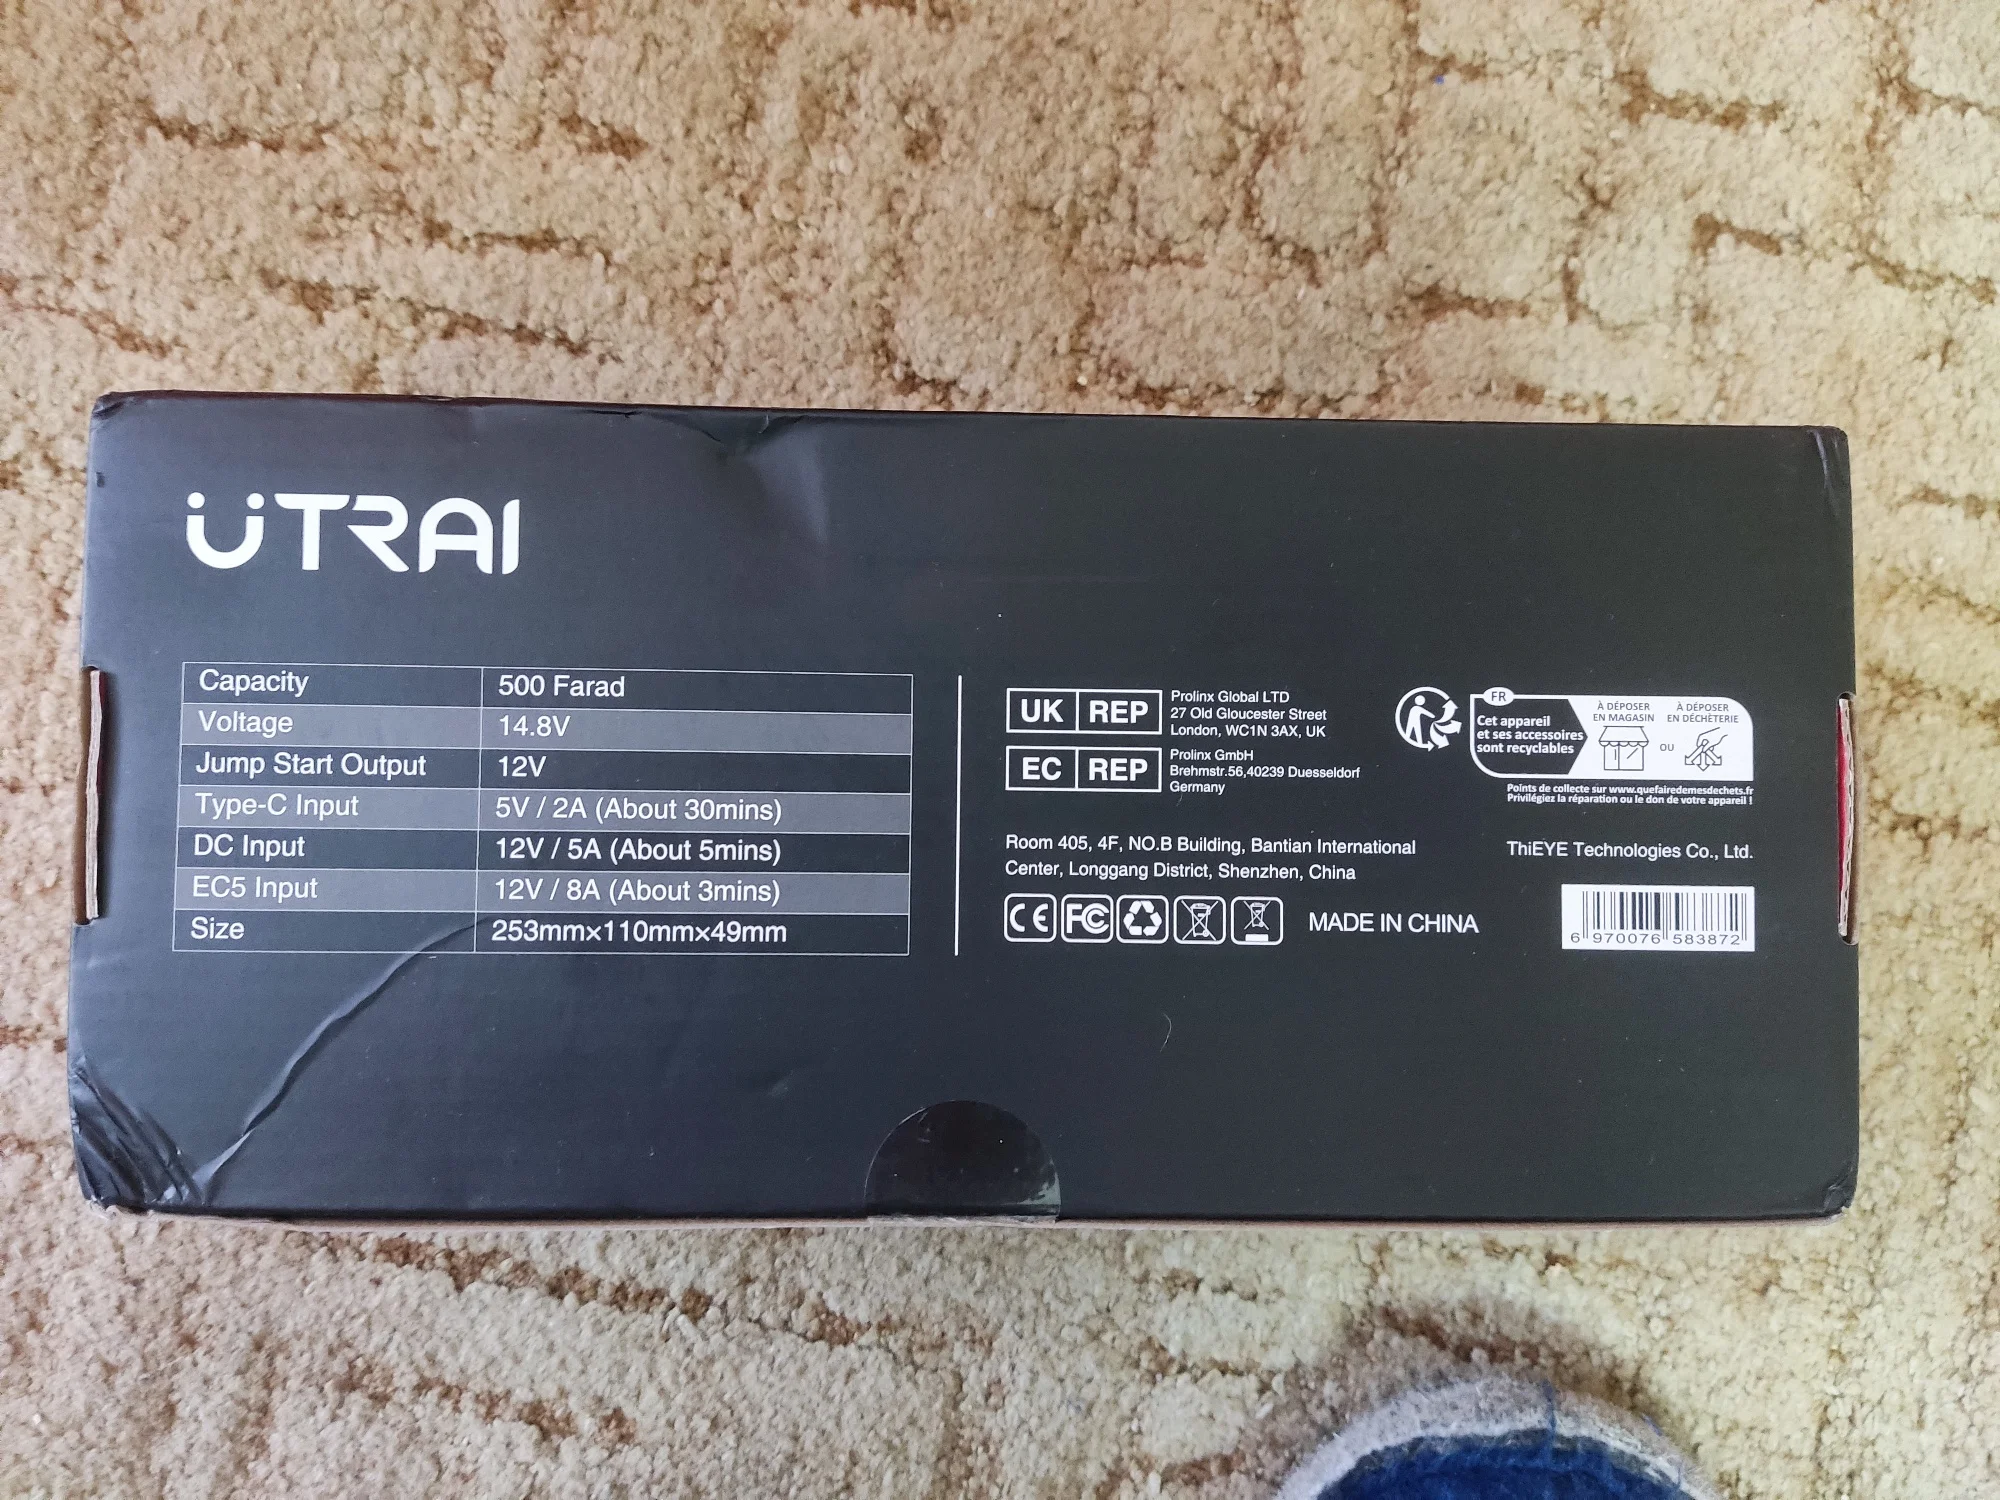 UTRAI
Capacity 500 Farad
Voltage 14.8V
Jump Start Output 12V
Type-C Input 5V / 2A (About 30mins)
DC Input 12V / 5A (About 5mins)
EC5 Input 12V / 8A (About 3mins)
Size 253mm×110mm×49mm
UK REP
Prolinx Global LTD
27 Old Gloucester Street
London, WC1N 3AX, UK
EC REP
Prolinx GmbH
Brehmstr.56,40239 Duesseldorf
Germany
FR
Cet appareil
et ses accessoires
sont recyclables
À DÉPOSER
EN MAGASIN
OU
À DÉPOSER
EN DÉCHÈTERIE
Points de collecte sur www.quefairedemesdechets.fr
Privilégiez la réparation ou le don de votre appareil !
Room 405, 4F, NO.B Building, Bantian International
Center, Longgang District, Shenzhen, China
ThiEYE Technologies Co., Ltd.
CE FC MADE IN CHINA
6 970076 583872